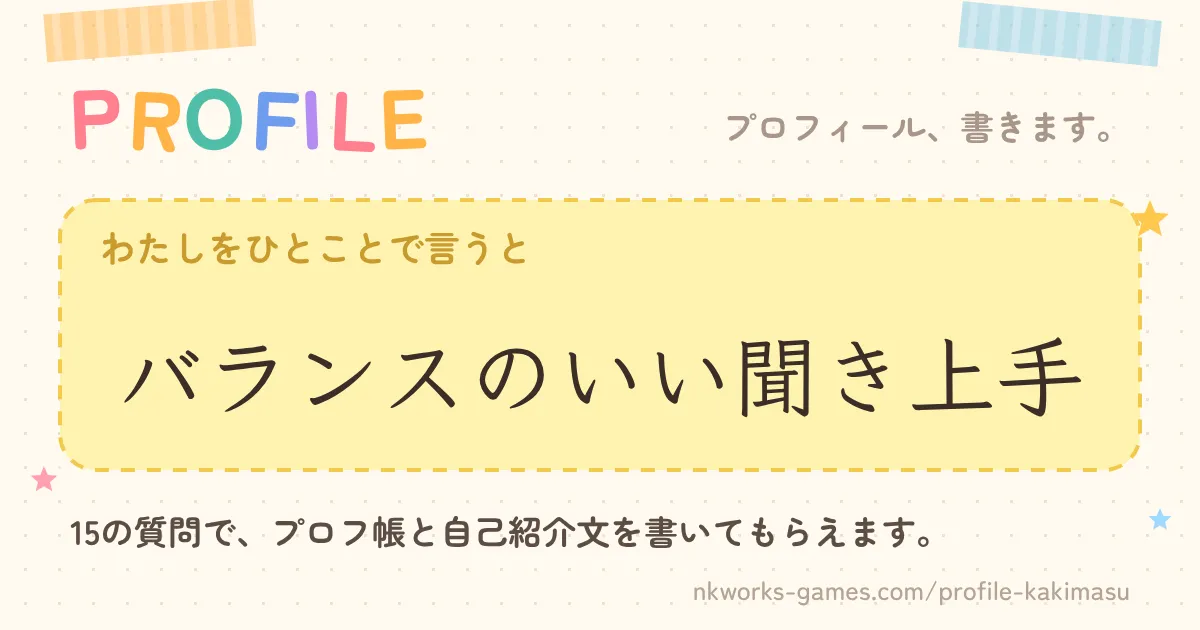 PROFILE
プロフィール、書きます。
わたしをひとことで言うと
バランスのいい聞き上手
15の質問で、プロフ帳と自己紹介文を書いてもらえます。
nkworks-games.com/profile-kakimasu